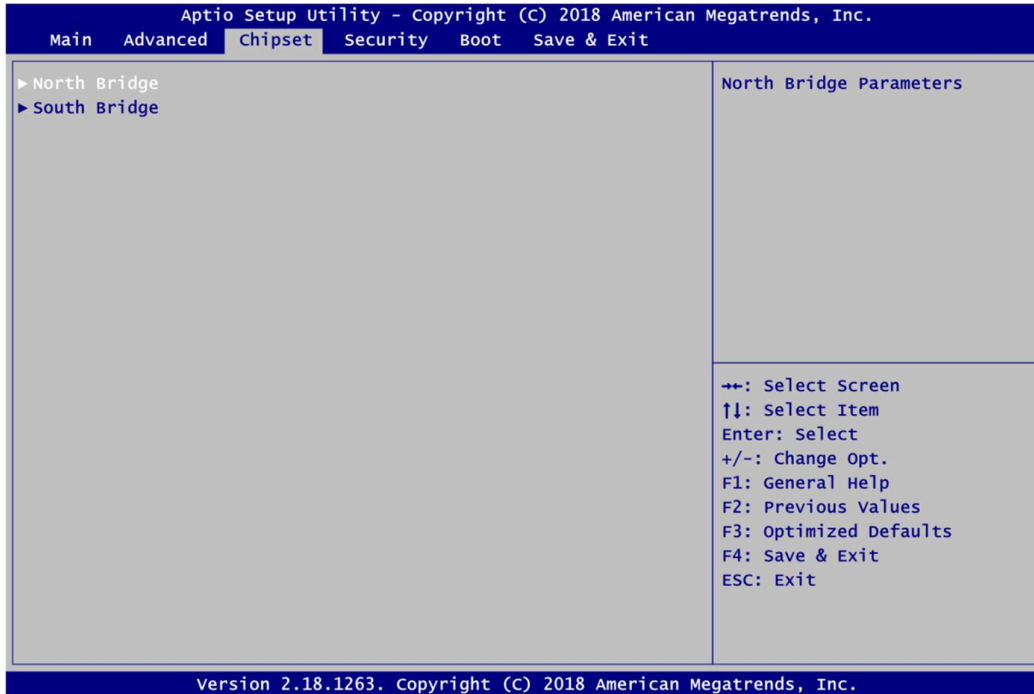 Aptio Setup Utility - Copyright (C) 2018 American Megatrends, Inc.
Main Advanced Chipset Security Boot Save & Exit
►North Bridge
►South Bridge
North Bridge Parameters
→←: Select Screen
↑↓: Select Item
Enter: Select
+/-: Change Opt.
F1: General Help
F2: Previous Values
F3: Optimized Defaults
F4: Save & Exit
ESC: Exit
Version 2.18.1263. Copyright (C) 2018 American Megatrends, Inc.